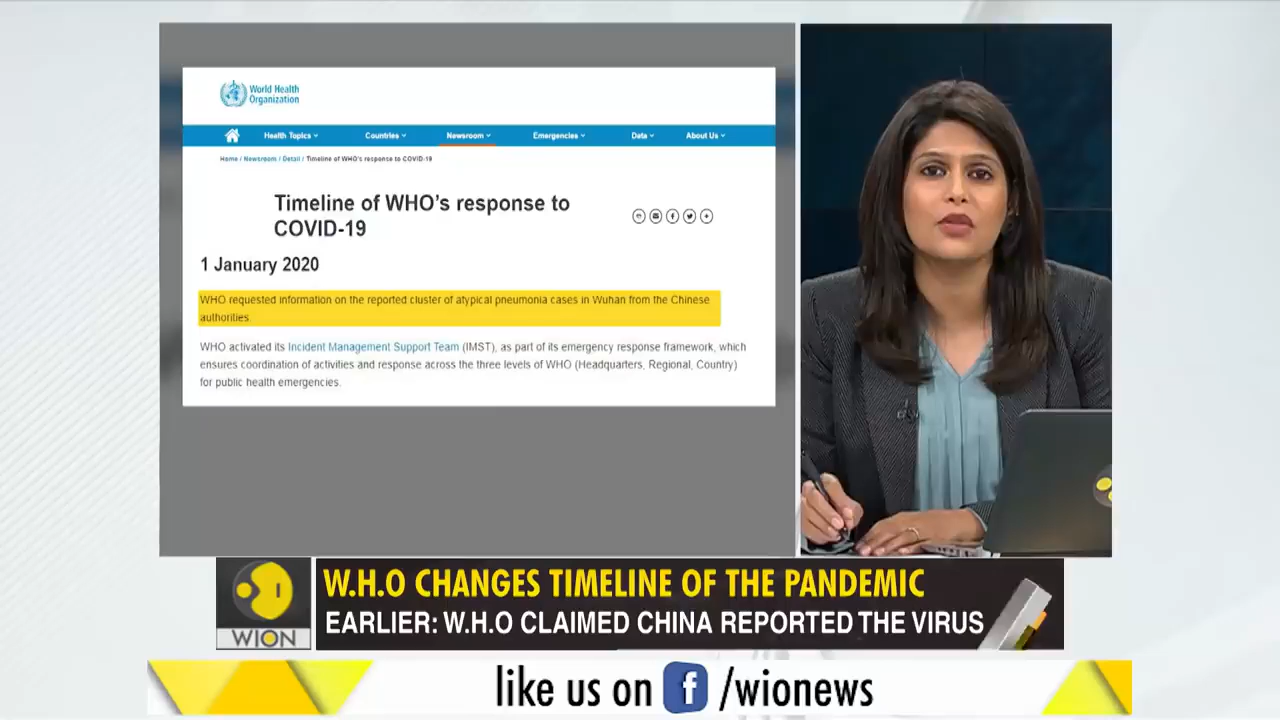 World Health
Organization
Health Topics
Countries
Newsroom
Emergencies
Data
About Us
Home / Newsroom / Detail / Timeline of WHO's response to COVID-19
Timeline of WHO's response to
COVID-19
1 January 2020
WHO requested information on the reported cluster of atypical pneumonia cases in Wuhan from the Chinese
authorities.
WHO activated its Incident Management Support Team (IMST), as part of its emergency response framework, which
ensures coordination of activities and response across the three levels of WHO (Headquarters, Regional, Country)
for public health emergencies.
WION
W.H.O CHANGES TIMELINE OF THE PANDEMIC
EARLIER: W.H.O CLAIMED CHINA REPORTED THE VIRUS
like us on f /wionews